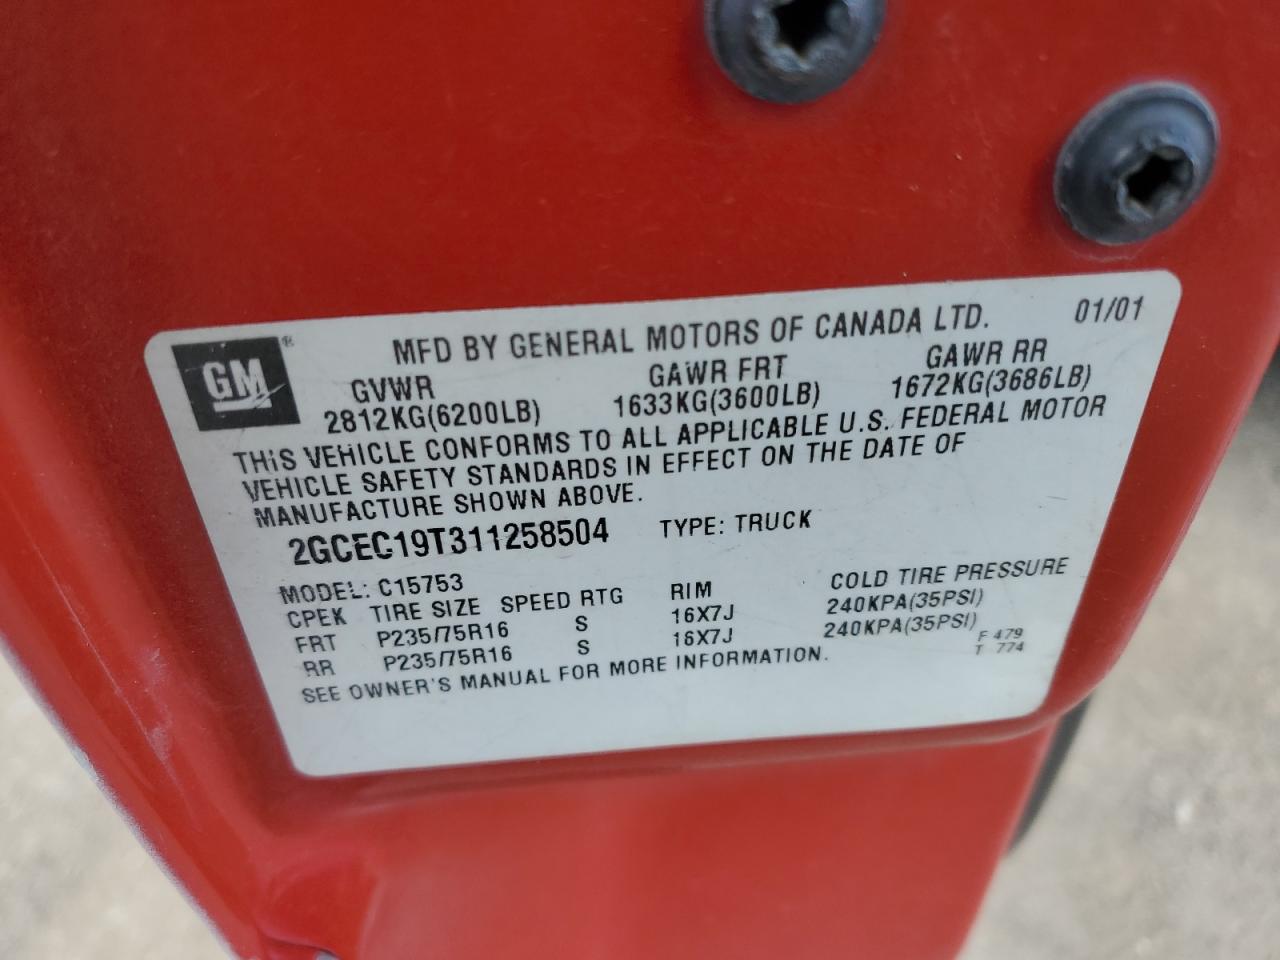 GM ® MFD BY GENERAL MOTORS OF CANADA LTD. 01/01
GVWR GAWR FRT GAWR RR
2812KG(6200LB) 1633KG(3600LB) 1672KG(3686LB)
THIS VEHICLE CONFORMS TO ALL APPLICABLE U.S. FEDERAL MOTOR
VEHICLE SAFETY STANDARDS IN EFFECT ON THE DATE OF
MANUFACTURE SHOWN ABOVE.
2GCEC19T311258504 TYPE: TRUCK
MODEL: C15753
CPEK TIRE SIZE SPEED RTG RIM COLD TIRE PRESSURE
FRT P235/75R16 S 16X7J 240KPA(35PSI)
RR P235/75R16 S 16X7J 240KPA(35PSI)
F 479
SEE OWNER'S MANUAL FOR MORE INFORMATION. T 774